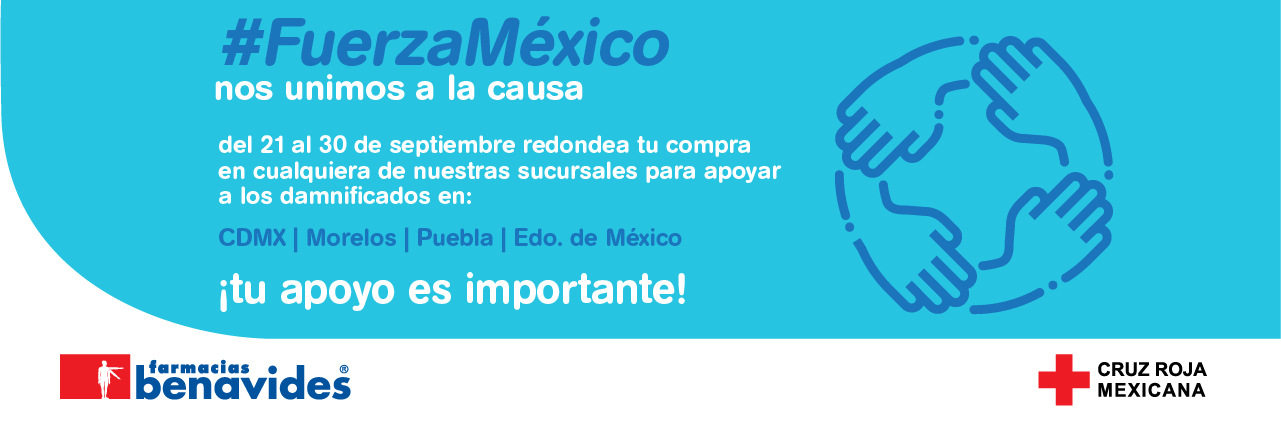 #FuerzaMéxico
nos unimos a la causa
del 21 al 30 de septiembre redondea tu compra
en cualquiera de nuestras sucursales para apoyar
a los damnificados en:
CDMX | Morelos | Puebla | Edo. de México
¡tu apoyo es importante!
farmacias
benavides®
CRUZ ROJA
MEXICANA